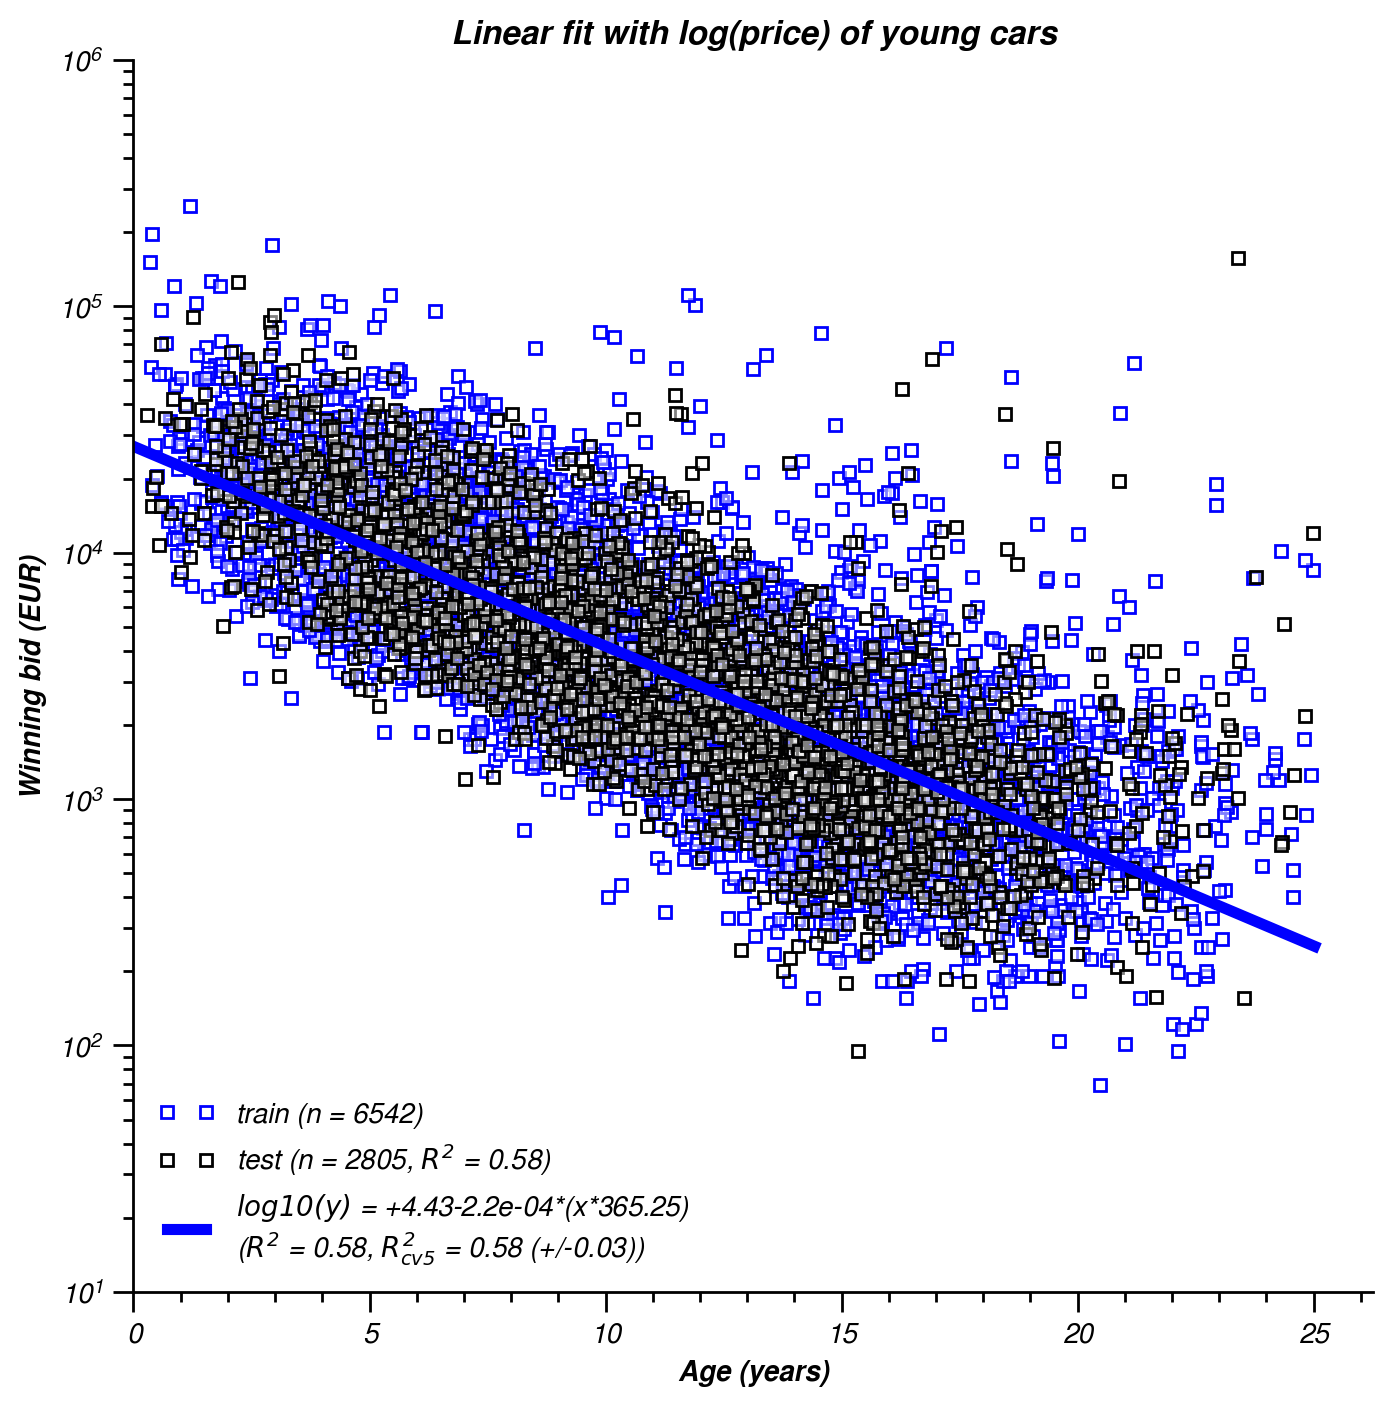 Linear fit with log(price) of young cars
10^6
10^5
10^4
10^3
10^2
10^1
Winning bid (EUR)
train (n = 6542)
test (n = 2805, R^2 = 0.58)
log10(y) = +4.43-2.2e-04*(x*365.25)
(R^2 = 0.58, R^2_cv5 = 0.58 (+/-0.03))
0 5 10 15 20 25
Age (years)